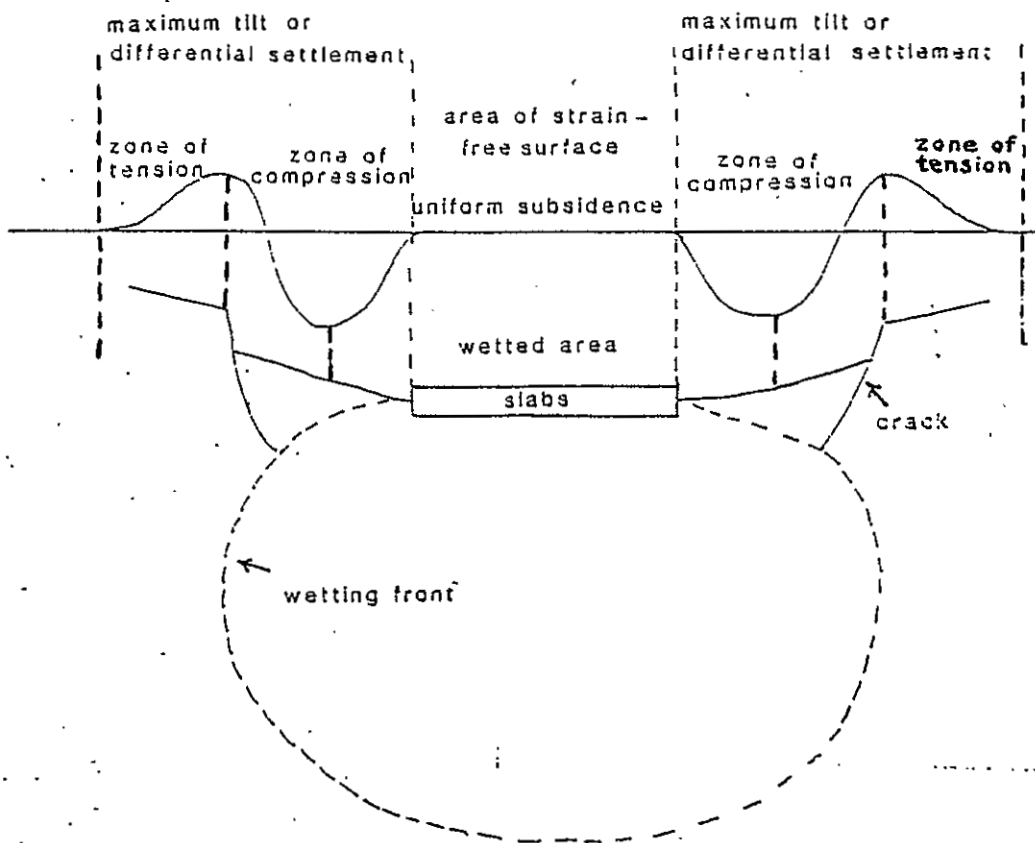 maximum tilt or
differential settlement
maximum tilt or
differential settlement
zone of
tension
zone of
compression
area of strain-
free surface
uniform subsidence
zone of
compression
zone of
tension
wetted area
slabs
crack
wetting front